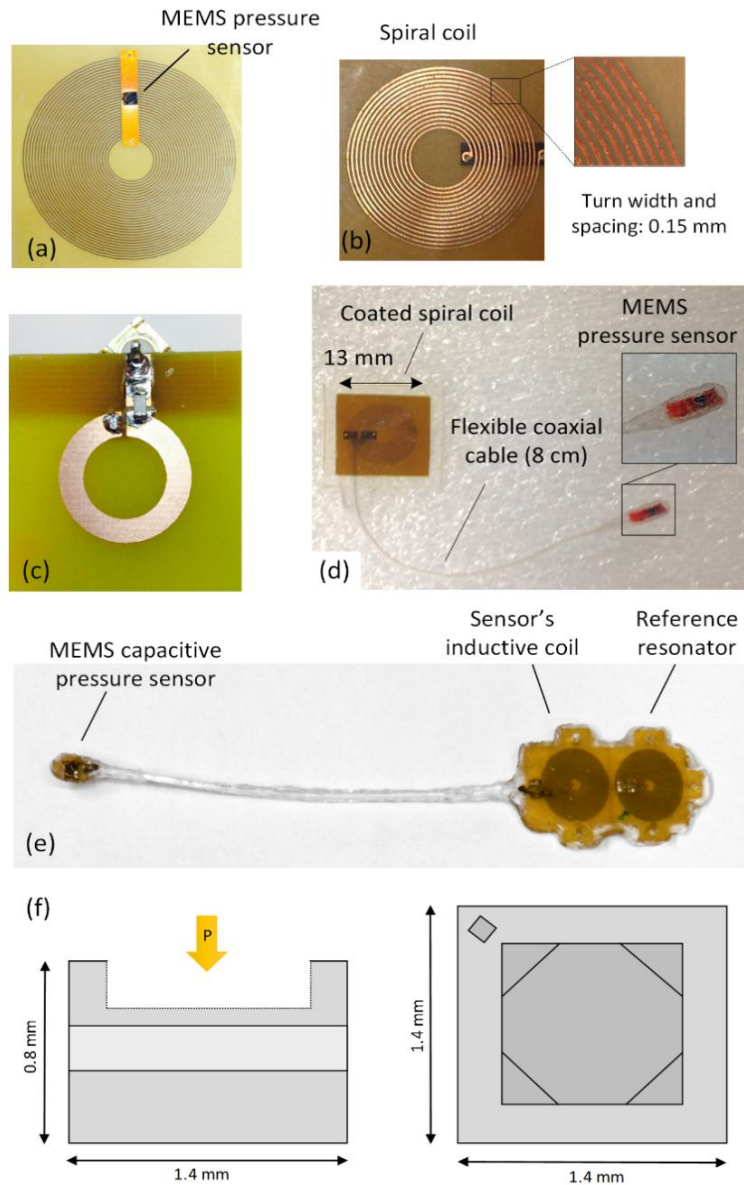 MEMS pressure
sensor
(a)
Spiral coil
(b)
Turn width and
spacing: 0.15 mm
(c)
Coated spiral coil
13 mm
MEMS
pressure sensor
Flexible coaxial
cable (8 cm)
(d)
MEMS capacitive
pressure sensor
Sensor's
inductive coil
Reference
resonator
(e)
(f)
P
0.8 mm
1.4 mm
1.4 mm
1.4 mm